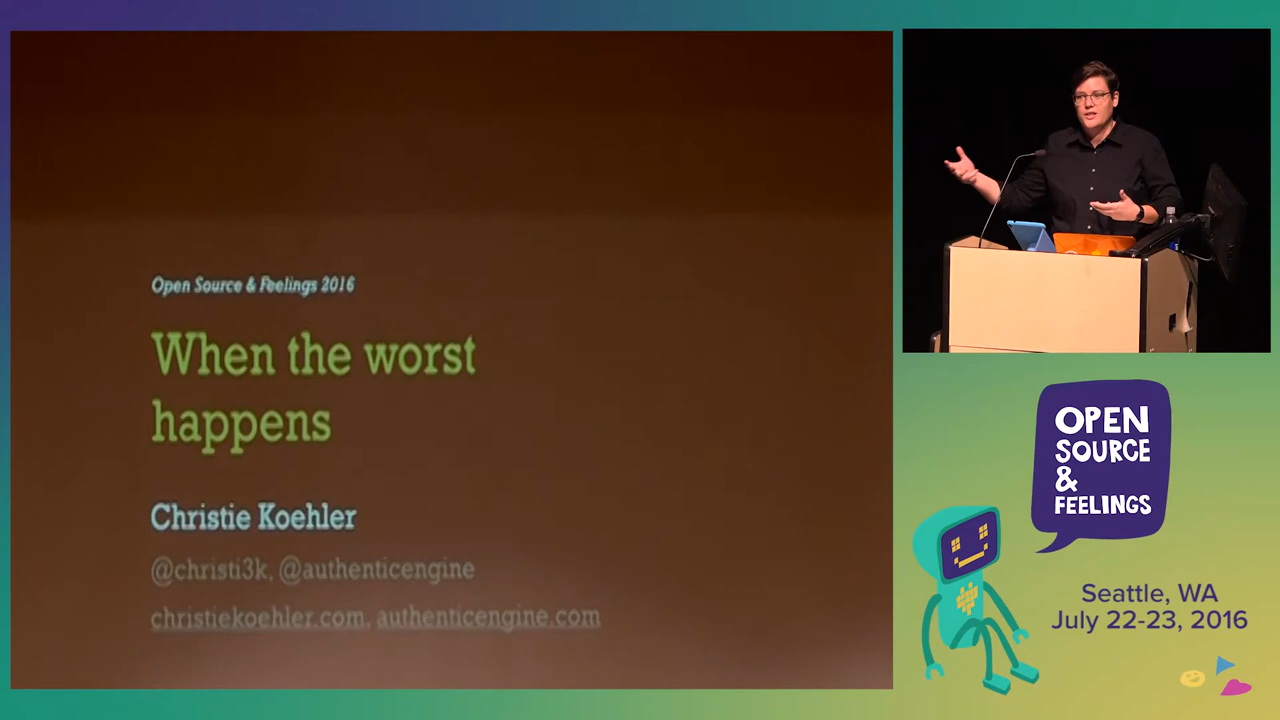 Open Source & Feelings 2016
When the worst
happens
Christie Koehler
@christi3k, @authenticengine
christiekoehler.com, authenticengine.com
OPEN
SOURCE
&
FEELINGS
Seattle, WA
July 22-23, 2016